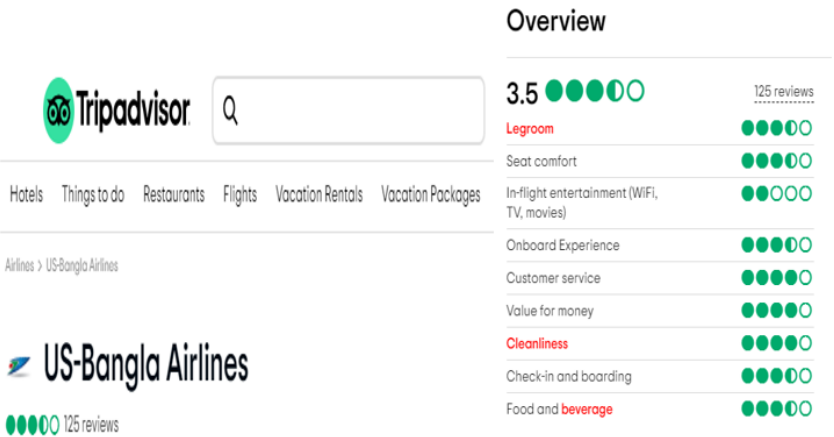 Tripadvisor
Hotels Things to do Restaurants Flights Vacation Rentals Vacation Packages
Airlines > US-Bangla Airlines
US-Bangla Airlines
125 reviews
Overview
3.5 125 reviews
Legroom
Seat comfort
In-flight entertainment (WiFi,
TV, movies)
Onboard Experience
Customer service
Value for money
Cleanliness
Check-in and boarding
Food and beverage